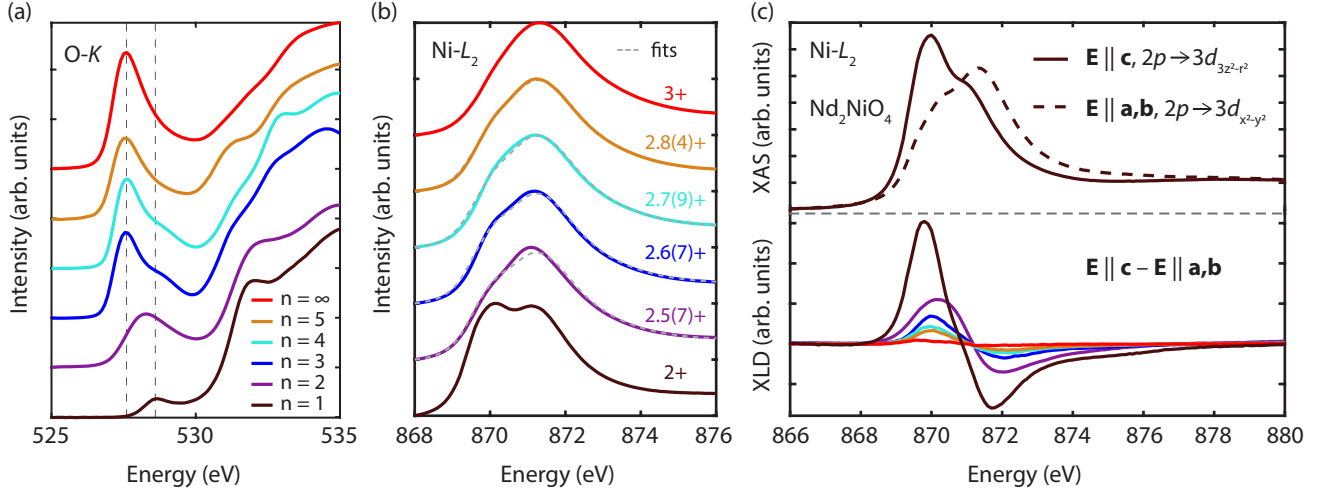 (a)
O-K
Intensity (arb. units)
n = ∞
n = 5
n = 4
n = 3
n = 2
n = 1
525
530
535
Energy (eV)
(b)
Ni-L₂
fits
Intensity (arb. units)
3+
2.8(4)+
2.7(9)+
2.6(7)+
2.5(7)+
2+
868
870
872
874
876
Energy (eV)
(c)
Ni-L₂
E || c, 2p→3d3z²-r²
Nd₂NiO₄
E || a,b, 2p→3dx²-y²
XAS (arb. units)
E || c – E || a,b
XLD (arb. units)
866
868
870
872
874
876
878
880
Energy (eV)